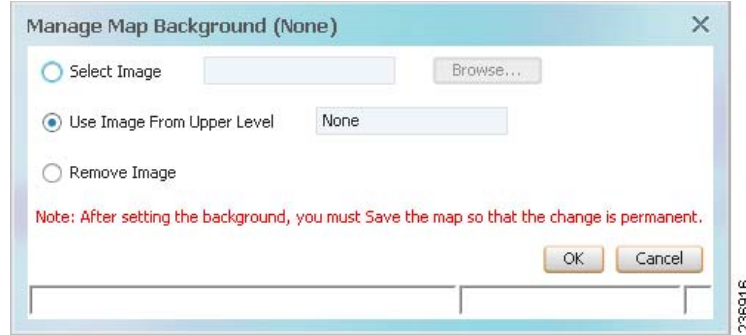 Manage Map Background (None)
Select Image Browse...
Use Image From Upper Level None
Remove Image
Note: After setting the background, you must Save the map so that the change is permanent.
OK Cancel
236916